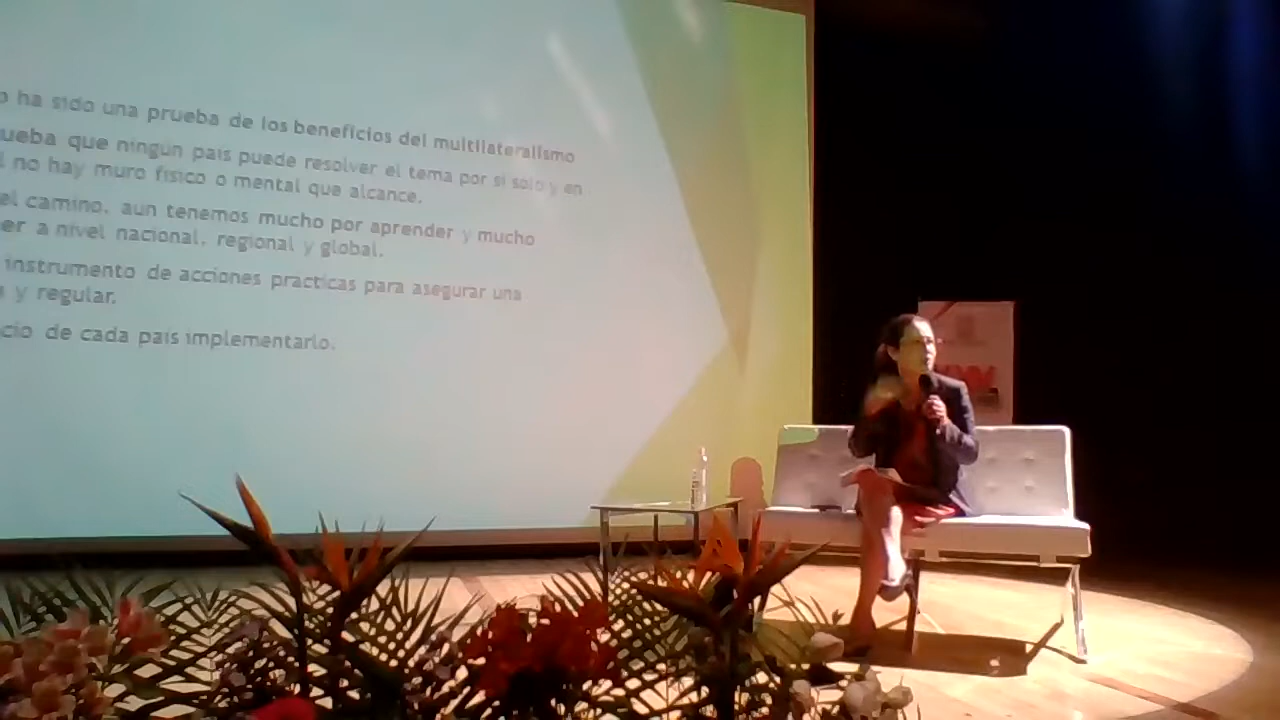 ha sido una prueba de los beneficios del multilateralismo
ueba que ningun pais puede resolver el tema por si solo y en
l no hay muro fisico o mental que alcance.
el camino, aun tenemos mucho por aprender y mucho
er a nivel nacional, regional y global.
instrumento de acciones practicas para asegurar una
y regular.
cio de cada pais implementarlo.